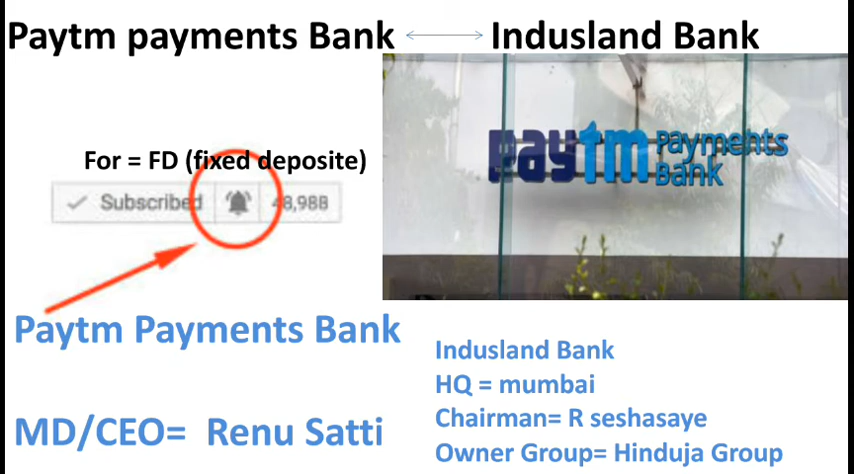 Paytm payments Bank ⟷ Indusland Bank
For = FD (fixed deposite)
Subscribed 48,988
paytm Payments
Bank
Paytm Payments Bank
MD/CEO= Renu Satti
Indusland Bank
HQ = mumbai
Chairman= R seshasaye
Owner Group= Hinduja Group